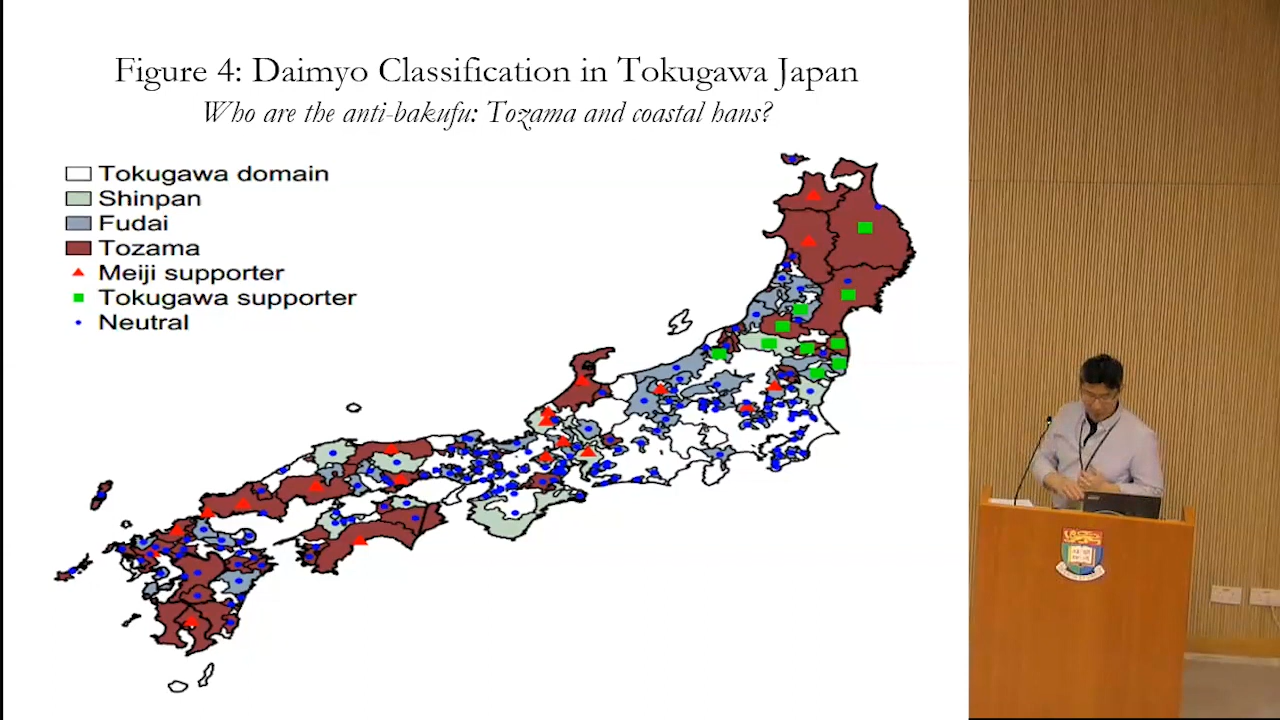 Figure 4: Daimyo Classification in Tokugawa Japan
Who are the anti-bakufu: Tozama and coastal hans?
Tokugawa domain
Shinpan
Fudai
Tozama
Meiji supporter
Tokugawa supporter
Neutral